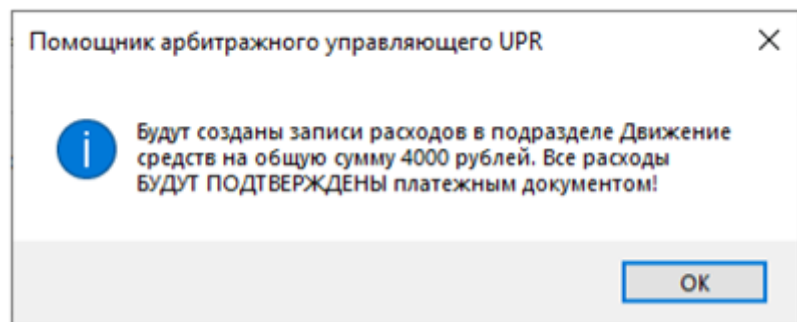 Помощник арбитражного управляющего UPR
Будут созданы записи расходов в подразделе Движение
средств на общую сумму 4000 рублей. Все расходы
БУДУТ ПОДТВЕРЖДЕНЫ платежным документом!
ОК